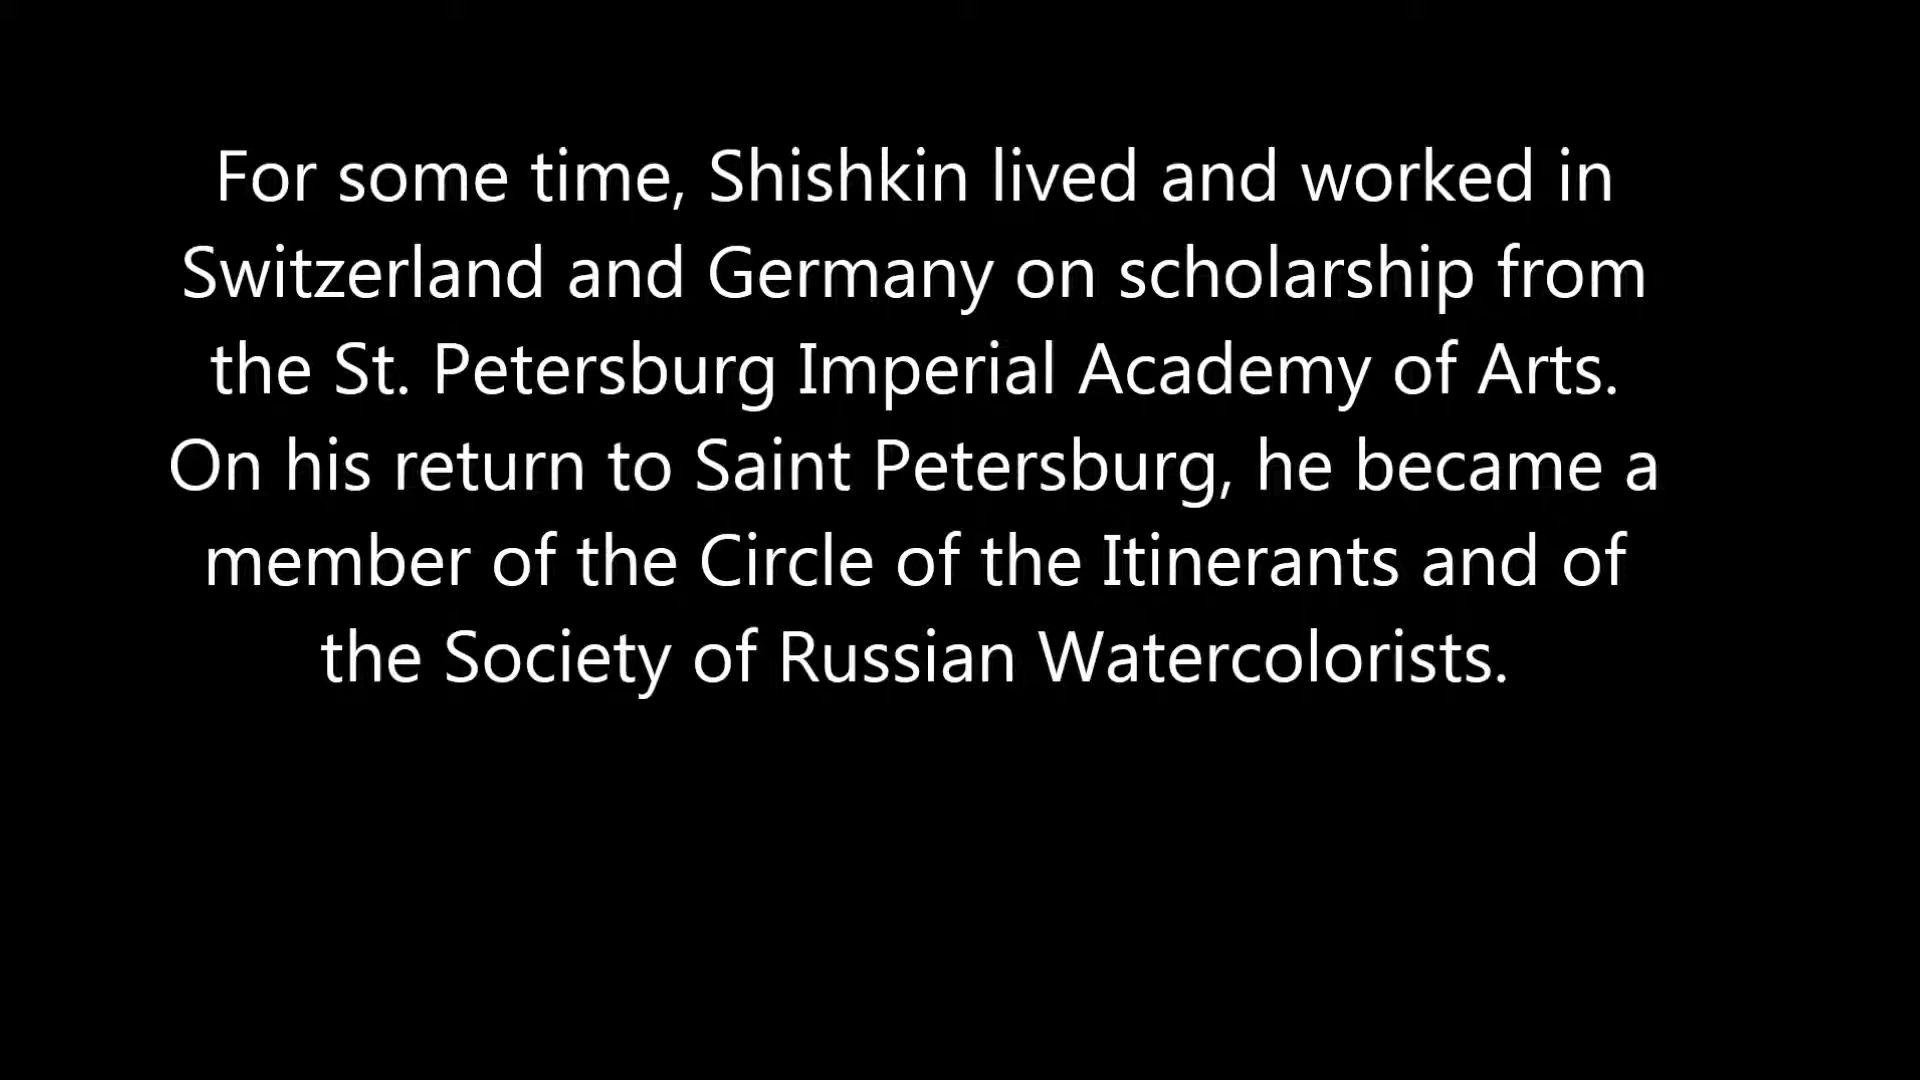 For some time, Shishkin lived and worked in
Switzerland and Germany on scholarship from
the St. Petersburg Imperial Academy of Arts.
On his return to Saint Petersburg, he became a
member of the Circle of the Itinerants and of
the Society of Russian Watercolorists.